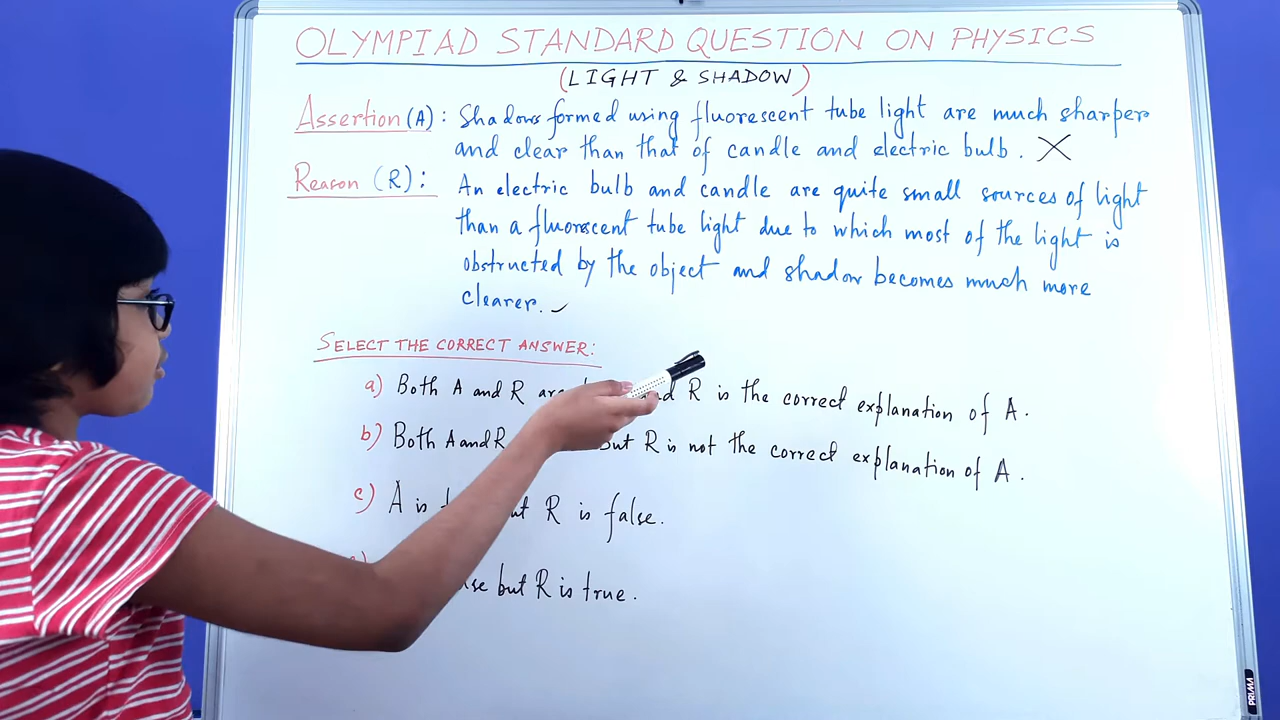 OLYMPIAD STANDARD QUESTION ON PHYSICS
(LIGHT & SHADOW)
Assertion (A) : Shadows formed using fluorescent tube light are much sharper
and clear than that of candle and electric bulb. X
Reason (R) : An electric bulb and candle are quite small sources of light
than a fluorescent tube light due to which most of the light is
obstructed by the object and shadow becomes much more
clearer. ✓
SELECT THE CORRECT ANSWER:
a) Both A and R are and R is the correct explanation of A.
b) Both A and R but R is not the correct explanation of A.
c) A is but R is false.
but R is true.
PRIMA